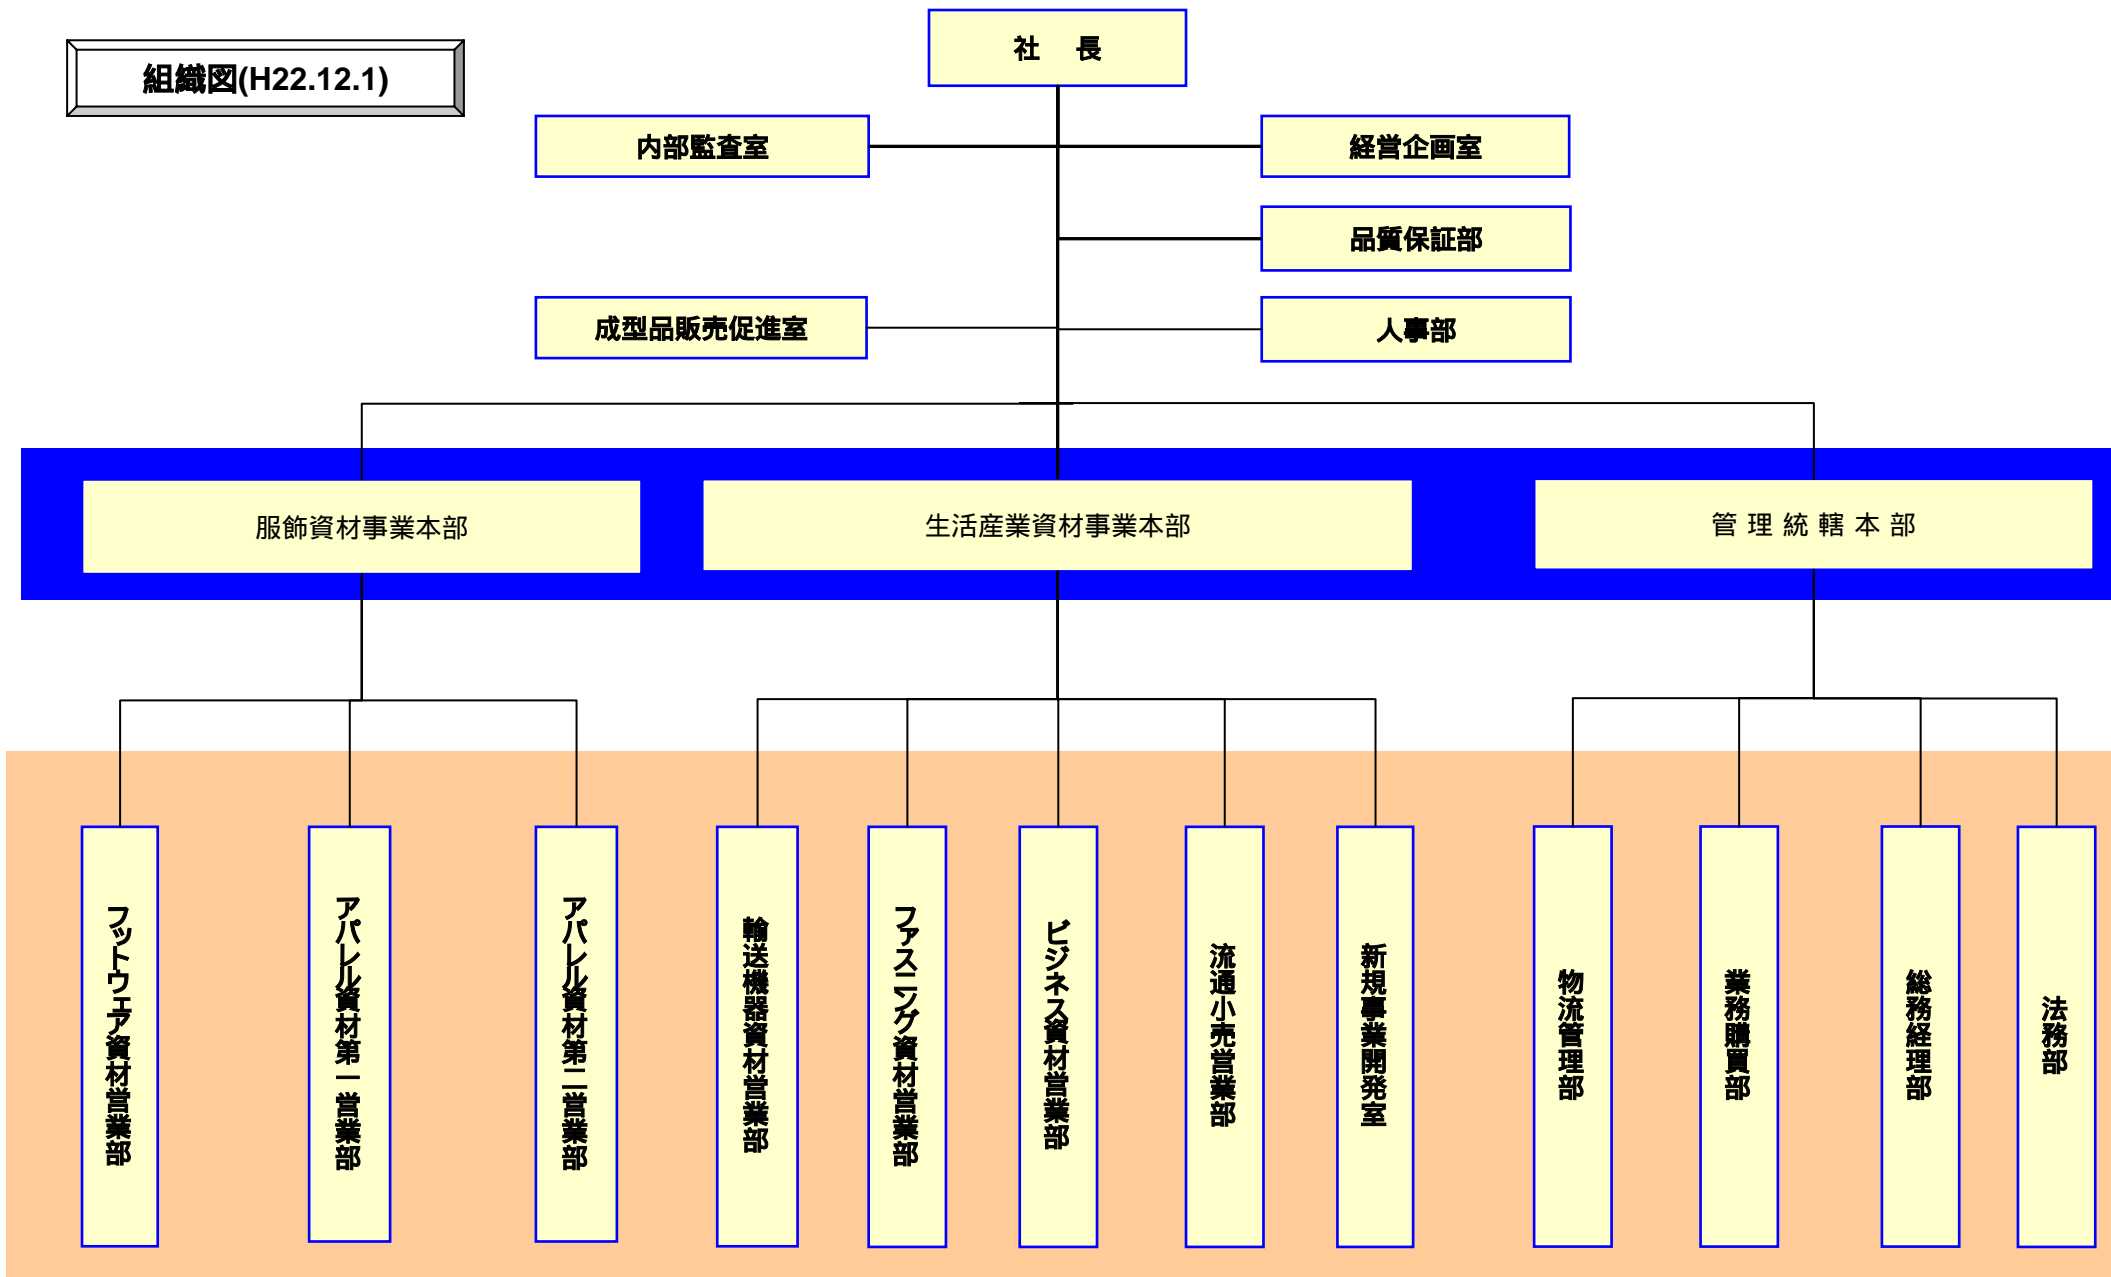 社　長
組織図(H22.12.1)
内部監査室
経営企画室
品質保証部
成型品販売促進室
人事部
服飾資材事業本部
生活産業資材事業本部
管理統轄本部
フットウェア資材営業部
アパレル資材第一営業部
アパレル資材第二営業部
輸送機器資材営業部
ファスニング資材営業部
ビジネス資材営業部
流通小売営業部
新規事業開発室
物流管理部
業務購買部
総務経理部
法務部